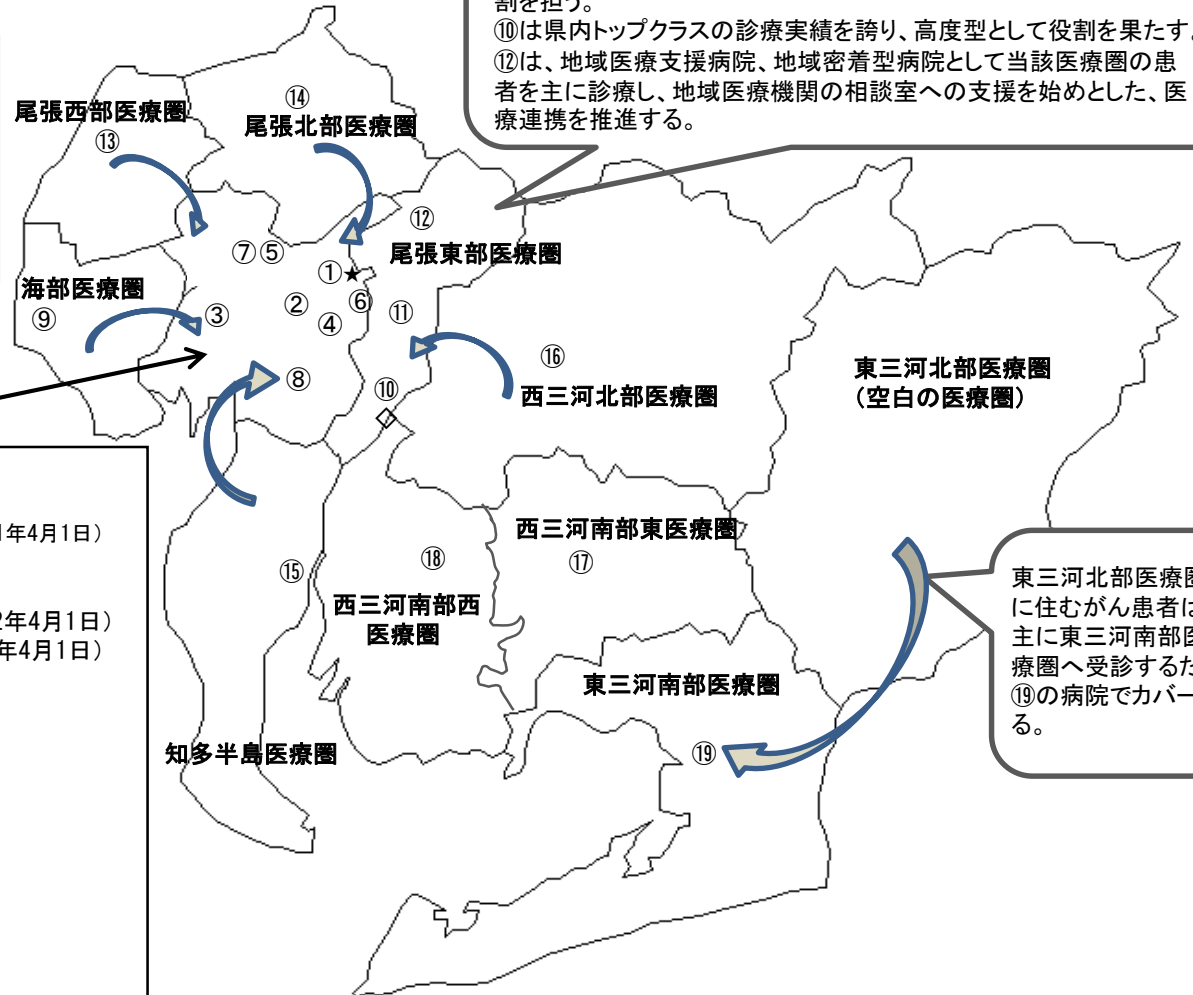 割を担う。
⑩は県内トップクラスの診療実績を誇り、高度型として役割を果たす。
⑫は、地域医療支援病院、地域密着型病院として当該医療圏の患
者を主に診療し、地域医療機関の相談室への支援を始めとした、医
療連携を推進する。
尾張西部医療圏
⑬
⑭
尾張北部医療圏
⑫
尾張東部医療圏
⑦⑤
①★
海部医療圏
⑨
③
②
⑥
④
⑪
⑧
⑩
⑯
西三河北部医療圏
東三河北部医療圏
(空白の医療圏)
年4月1日)
2年4月1日)
年4月1日)
西三河南部東医療圏
⑰
⑮
⑱
西三河南部西
医療圏
東三河北部医療圏
に住むがん患者は
主に東三河南部医
療圏へ受診するた
⑲の病院でカバー
る。
東三河南部医療圏
知多半島医療圏
⑲